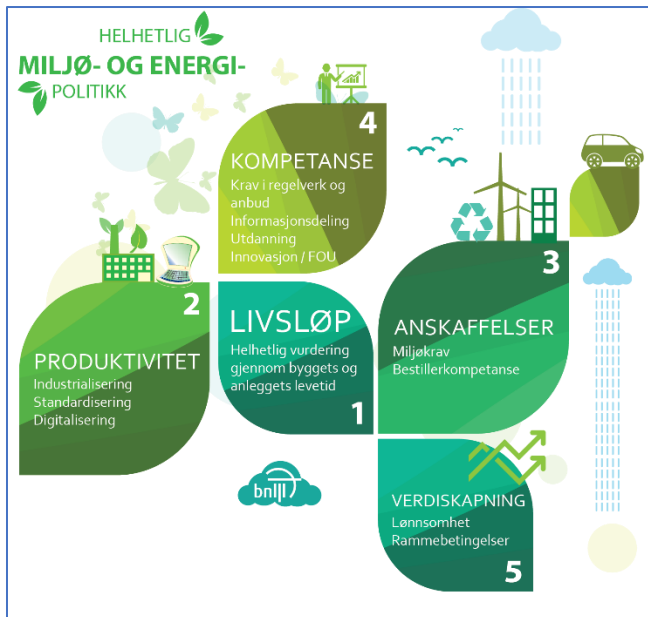 HELHETLIG
MILJØ- OG ENERGI-
POLITIKK
4
KOMPETANSE
Krav i regelverk og
anbud
Informasjonsdeling
Utdanning
Innovasjon / FOU
2
PRODUKTIVITET
Industrialisering
Standardisering
Digitalisering
LIVSLØP
Helhetlig vurdering
gjennom byggets og
anleggets levetid
1
3
ANSKAFFELSER
Miljøkrav
Bestillerkompetanse
bnl
VERDISKAPNING
Lønnsomhet
Rammebetingelser
5